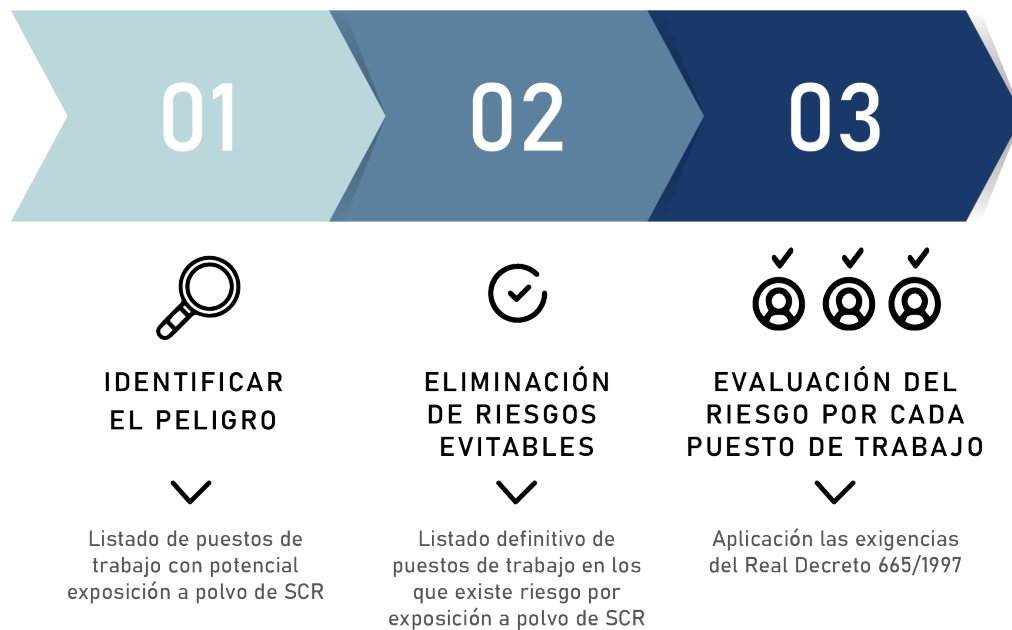 01
02
03
IDENTIFICAR
EL PELIGRO
ELIMINACIÓN
DE RIESGOS
EVITABLES
EVALUACIÓN DEL
RIESGO POR CADA
PUESTO DE TRABAJO
Listado de puestos de
trabajo con potencial
exposición a polvo de SCR
Listado definitivo de
puestos de trabajo en los
que existe riesgo por
exposición a polvo de SCR
Aplicación las exigencias
del Real Decreto 665/1997